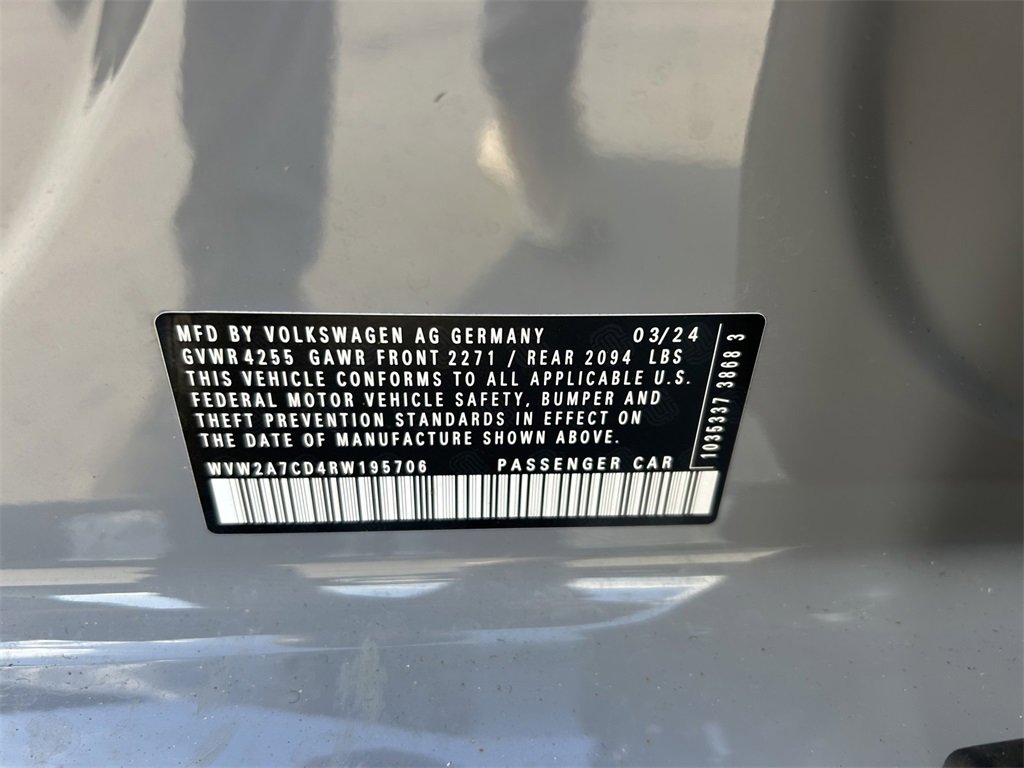 MFD BY VOLKSWAGEN AG GERMANY 03/24
GVWR 4255 GAWR FRONT 2271 / REAR 2094 LBS
THIS VEHICLE CONFORMS TO ALL APPLICABLE U.S.
FEDERAL MOTOR VEHICLE SAFETY, BUMPER AND
THEFT PREVENTION STANDARDS IN EFFECT ON
THE DATE OF MANUFACTURE SHOWN ABOVE.
WVW2A7CD4RW195706 PASSENGER CAR
1035337 3868 3